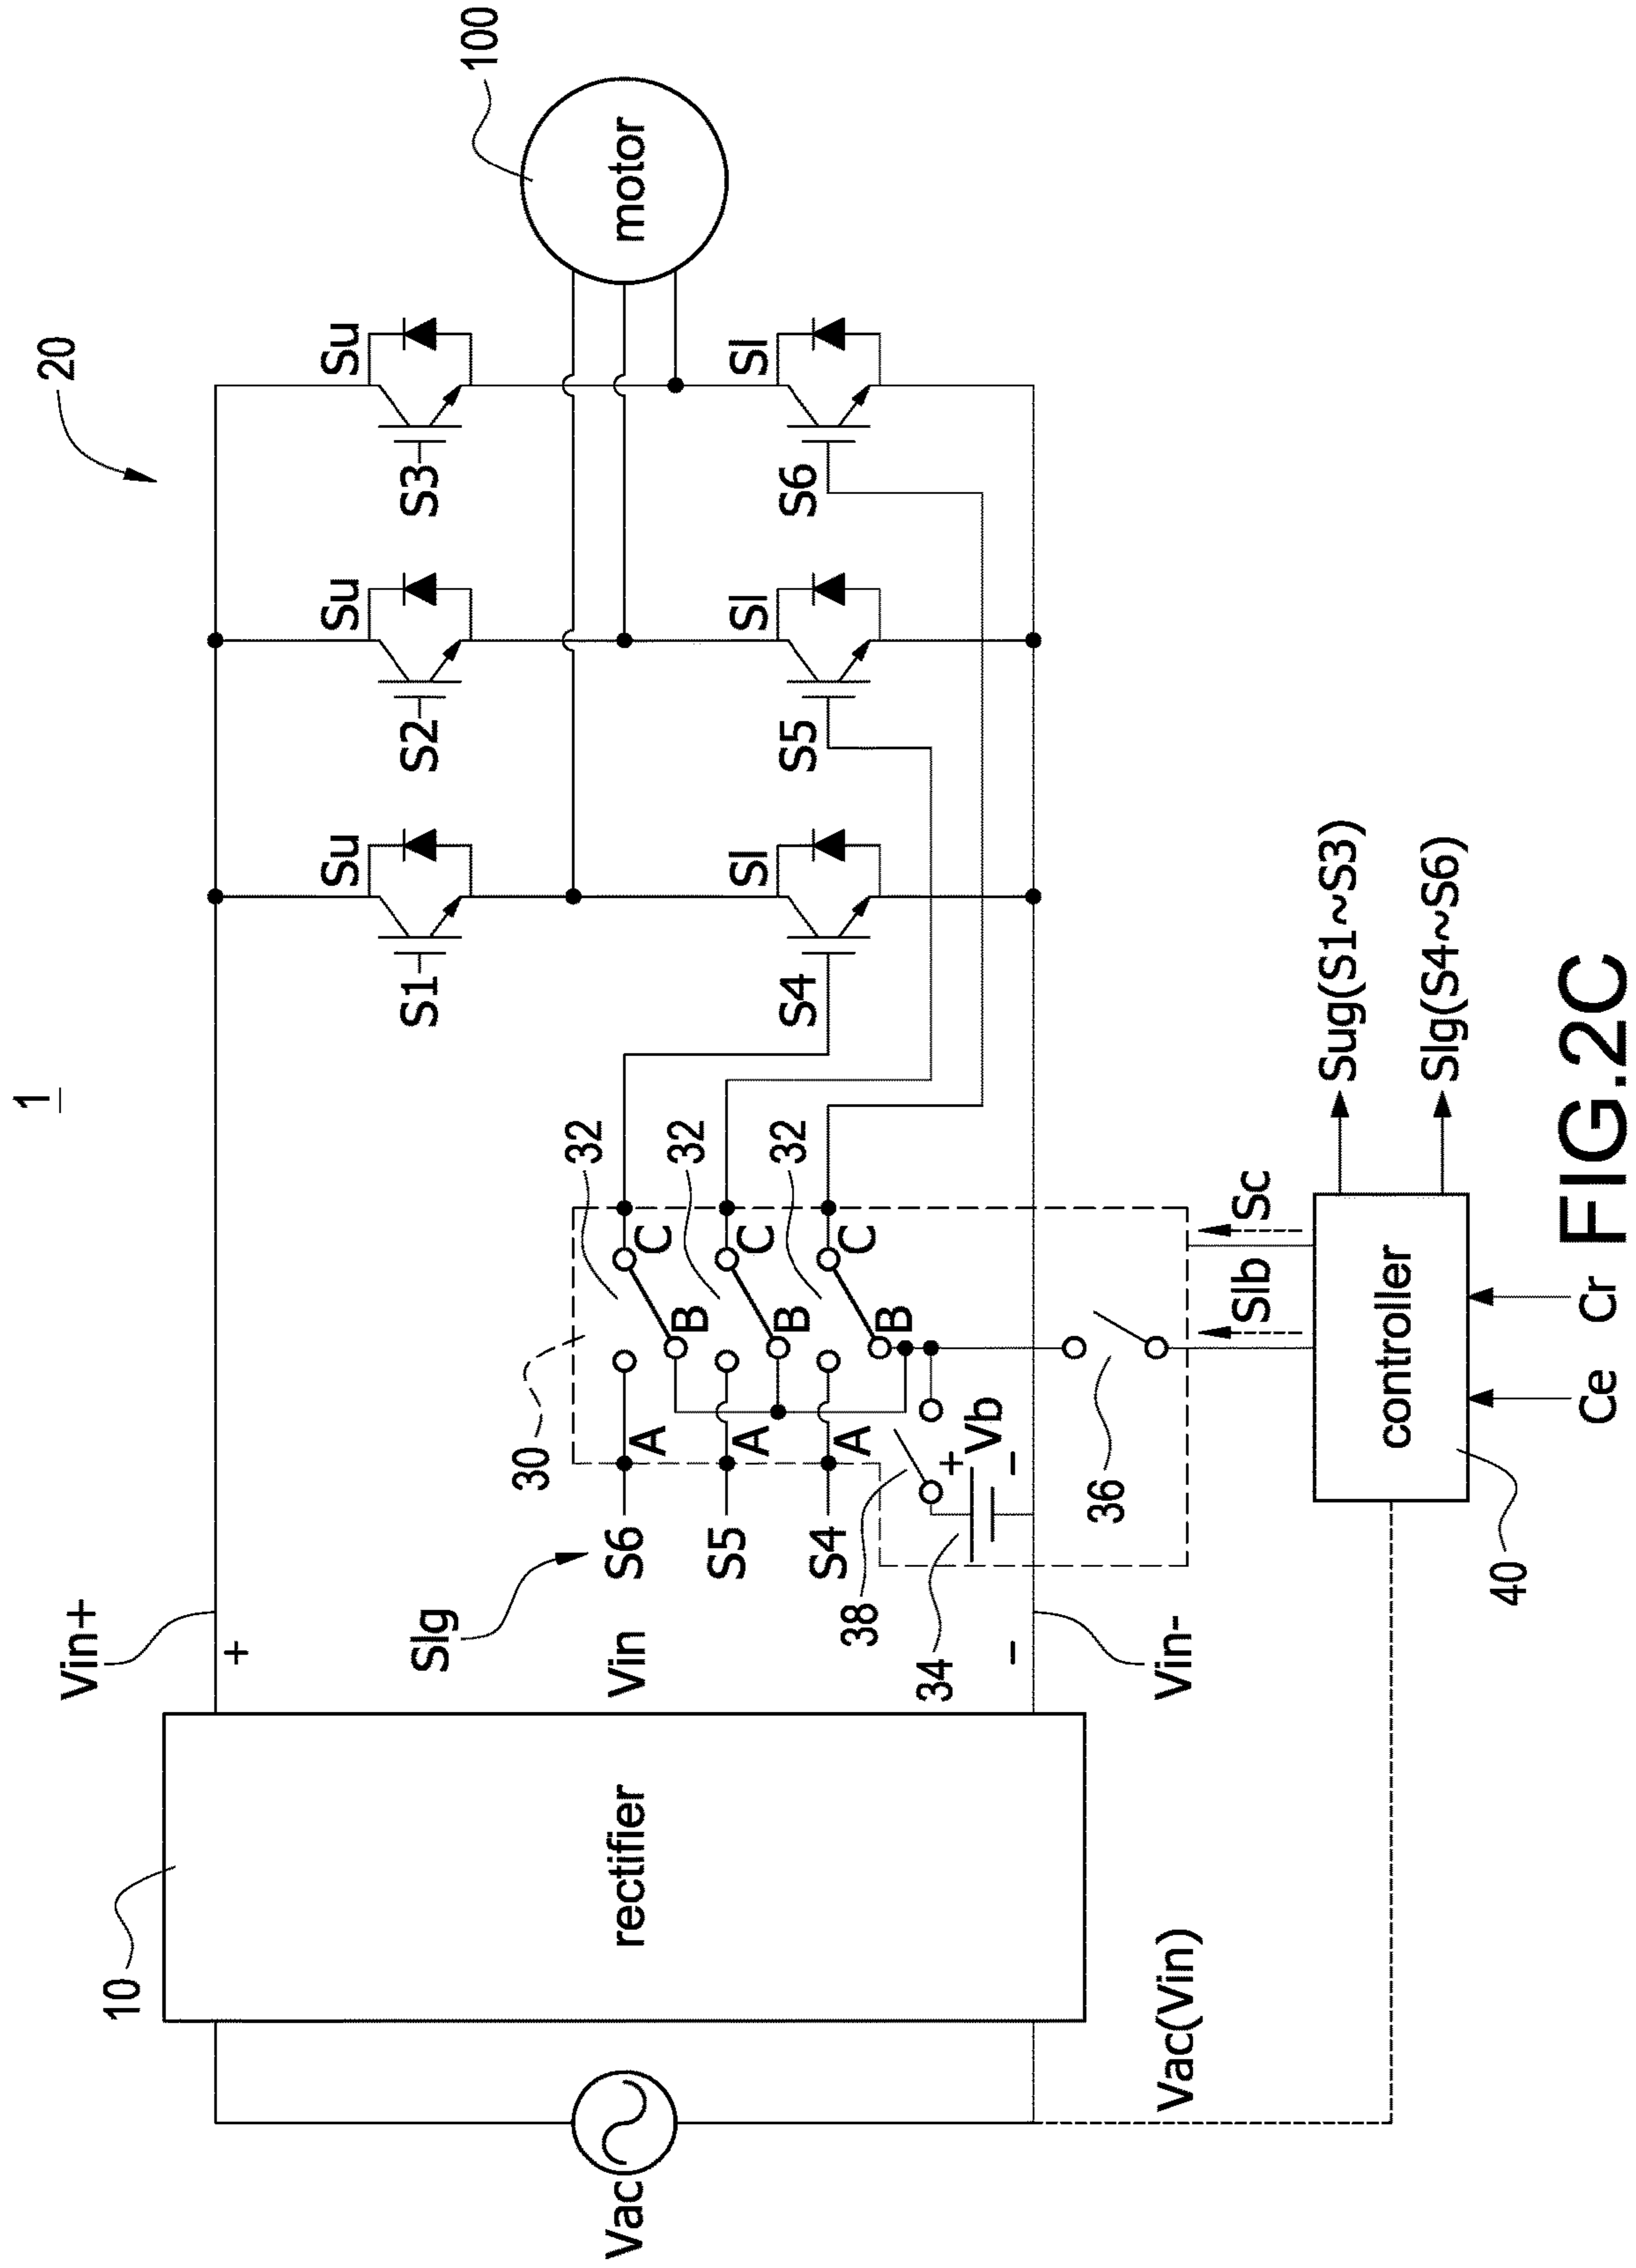 1
20
Vin+
10
+
Su
Su
Su
S1
S2
S3
100
motor
Slg
Vin
rectifier
Vac
30
32
32
32
S6
A
B
C
S5
A
B
C
S4
A
B
C
S4
S5
S6
Sl
Sl
Sl
38
34
+
Vb
-
36
-
Vin-
Vac(Vin)
Slb
Sc
controller
40
Ce
Cr
Sug(S1~S3)
Slg(S4~S6)
FIG.2C